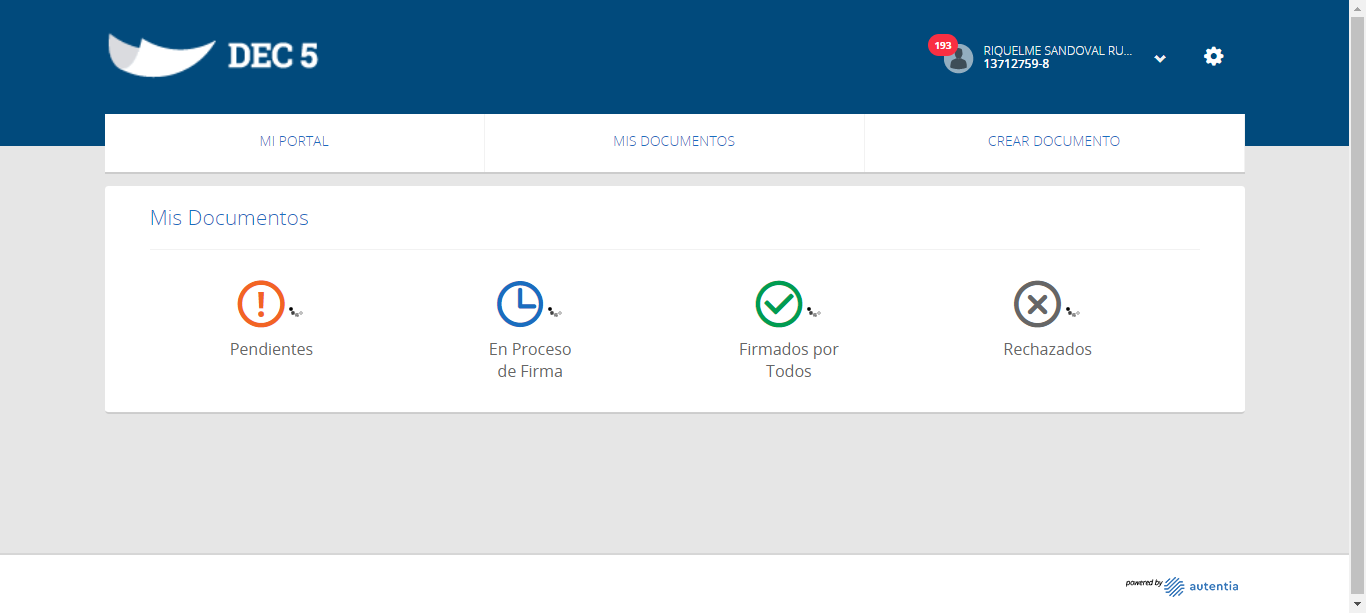 DEC 5
193
RIQUELME SANDOVAL RU...
13712759-8
MI PORTAL
MIS DOCUMENTOS
CREAR DOCUMENTO
Mis Documentos
Pendientes
En Proceso
de Firma
Firmados por
Todos
Rechazados
powered by autentia